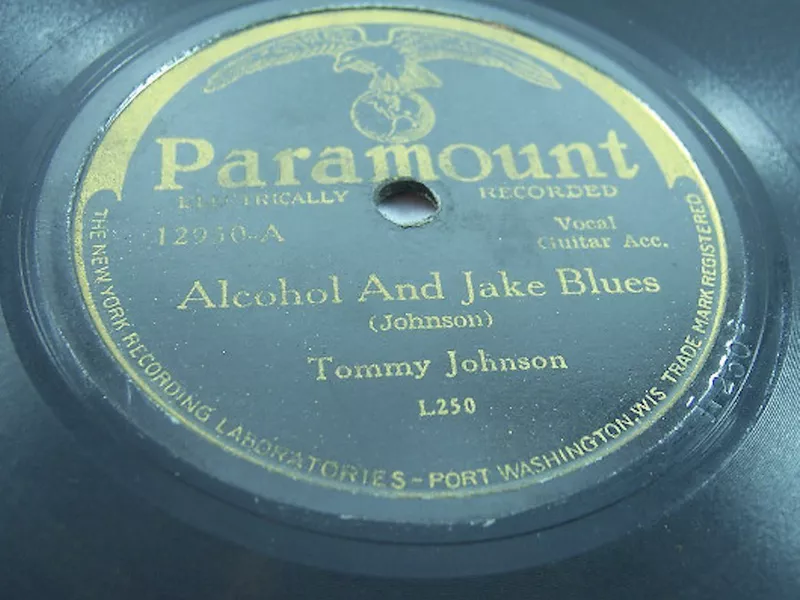 Paramount
ELECTRICALLY RECORDED
12950-A
Vocal
Guitar Acc.
Alcohol And Jake Blues
(Johnson)
Tommy Johnson
L250
THE NEW YORK RECORDING LABORATORIES - PORT WASHINGTON, WIS TRADE MARK REGISTERED